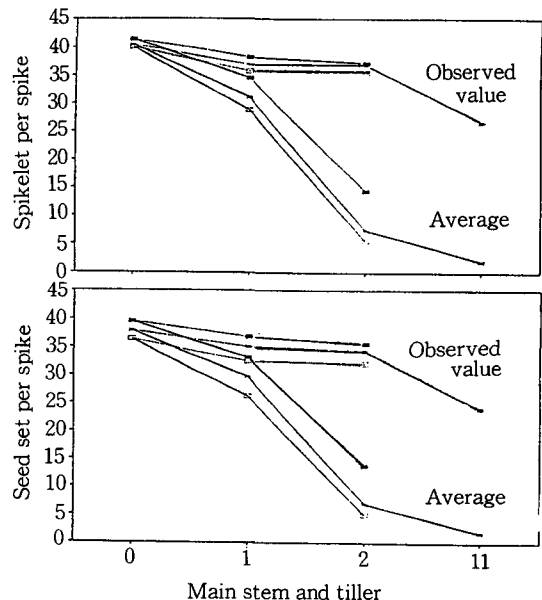 45
40
35
30
25
20
15
10
5
0
Spikelet per spike
Observed
value
Average
45
40
35
30
25
20
15
10
5
0
Seed set per spike
Observed
value
Average
0 1 2 11
Main stem and tiller